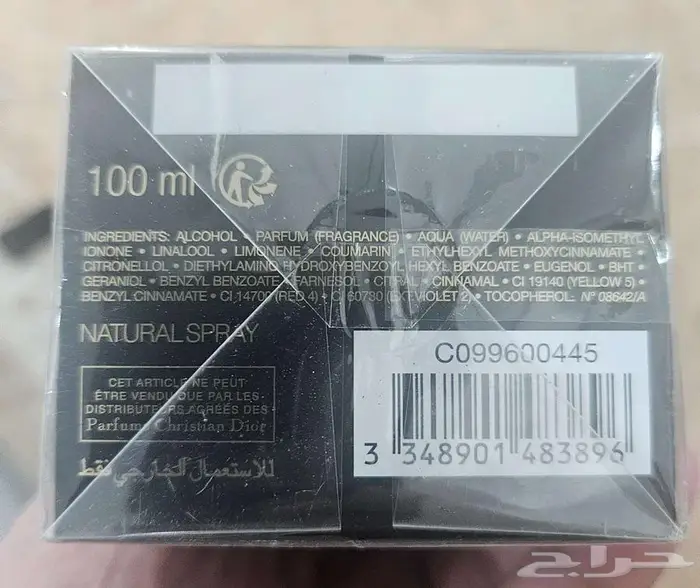 100 ml
INGREDIENTS: ALCOHOL • PARFUM (FRAGRANCE) • AQUA (WATER) • ALPHA-ISOMETHYL
IONONE • LINALOOL • LIMONENE • COUMARIN • ETHYLHEXYL METHOXYCINNAMATE •
CITRONELLOL • DIETHYLAMINO HYDROXYBENZOYL HEXYL BENZOATE • EUGENOL • BHT •
GERANIOL • BENZYL BENZOATE • FARNESOL • CITRAL • CINNAMAL • CI 19140 (YELLOW 5) •
BENZYL CINNAMATE • CI 14700 (RED 4) • CI 60730 (EXT. VIOLET 2) • TOCOPHEROL. N° 08642/A
NATURAL SPRAY
CET ARTICLE NE PEUT
ÊTRE VENDU QUE PAR LES
DISTRIBUTEURS AGRÉÉS DES
Parfums Christian Dior
للاستعمال الخارجي فقط
C099600445
3 348901 483896
حراج